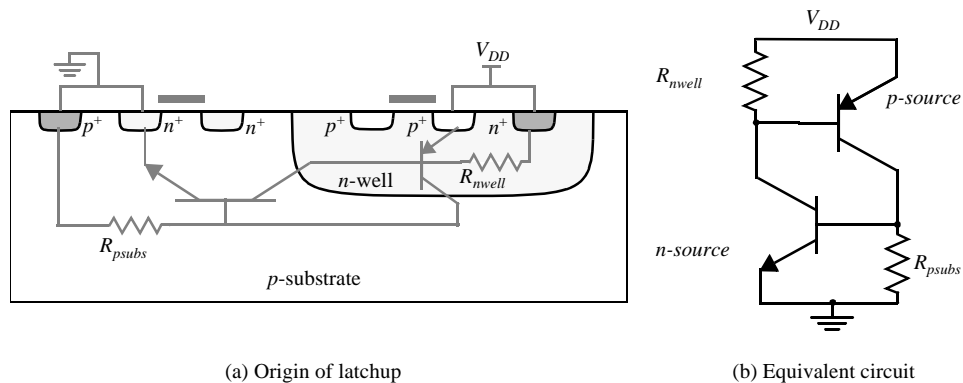 V_DD
p+ n+ n+ p+ p+ n+
n-well
R_nwell
R_psubs
p-substrate
(a) Origin of latchup
V_DD
R_nwell
p-source
n-source
R_psubs
(b) Equivalent circuit